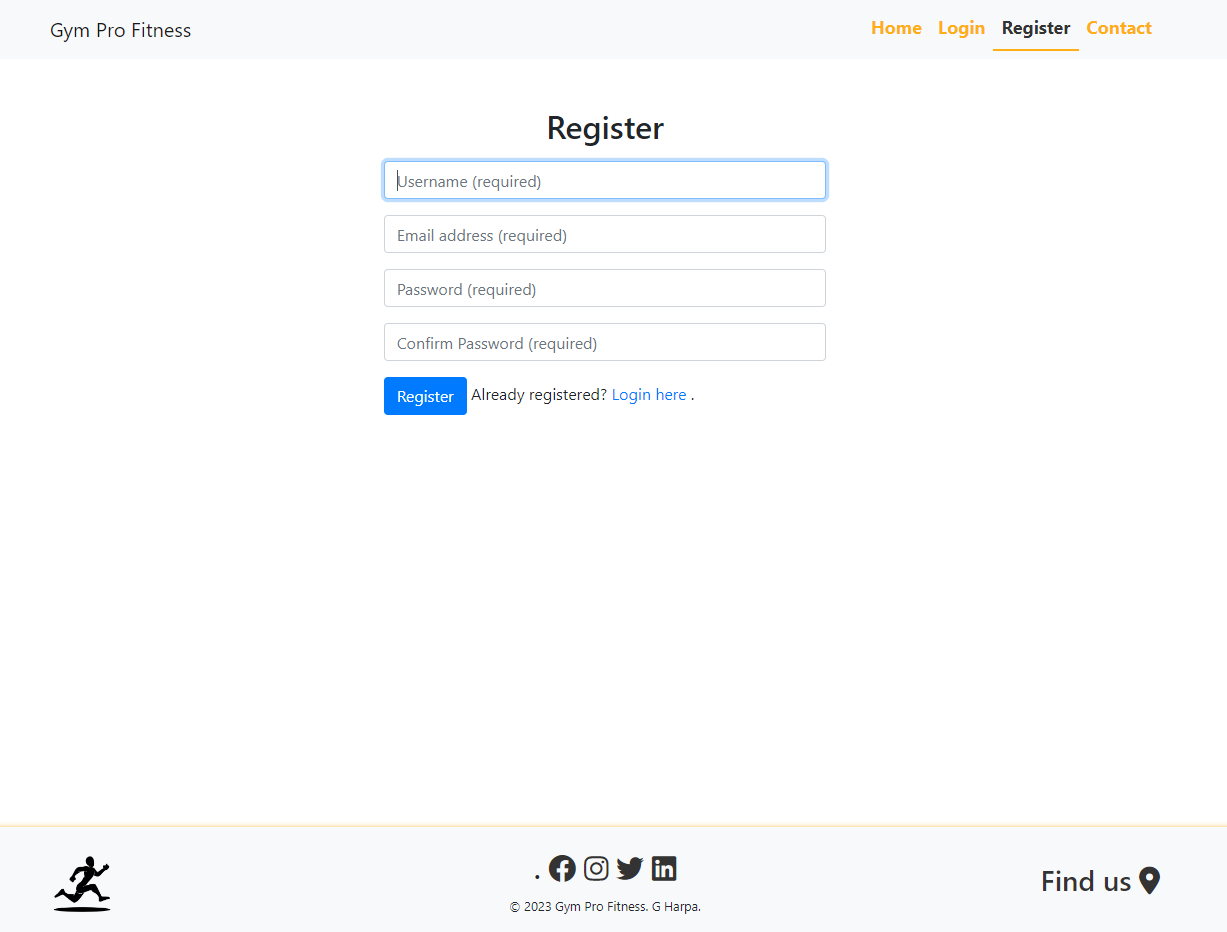 Gym Pro Fitness
Home Login Register Contact
Register
Username (required)
Email address (required)
Password (required)
Confirm Password (required)
Register Already registered? Login here .
.
Find us
© 2023 Gym Pro Fitness. G Harpa.